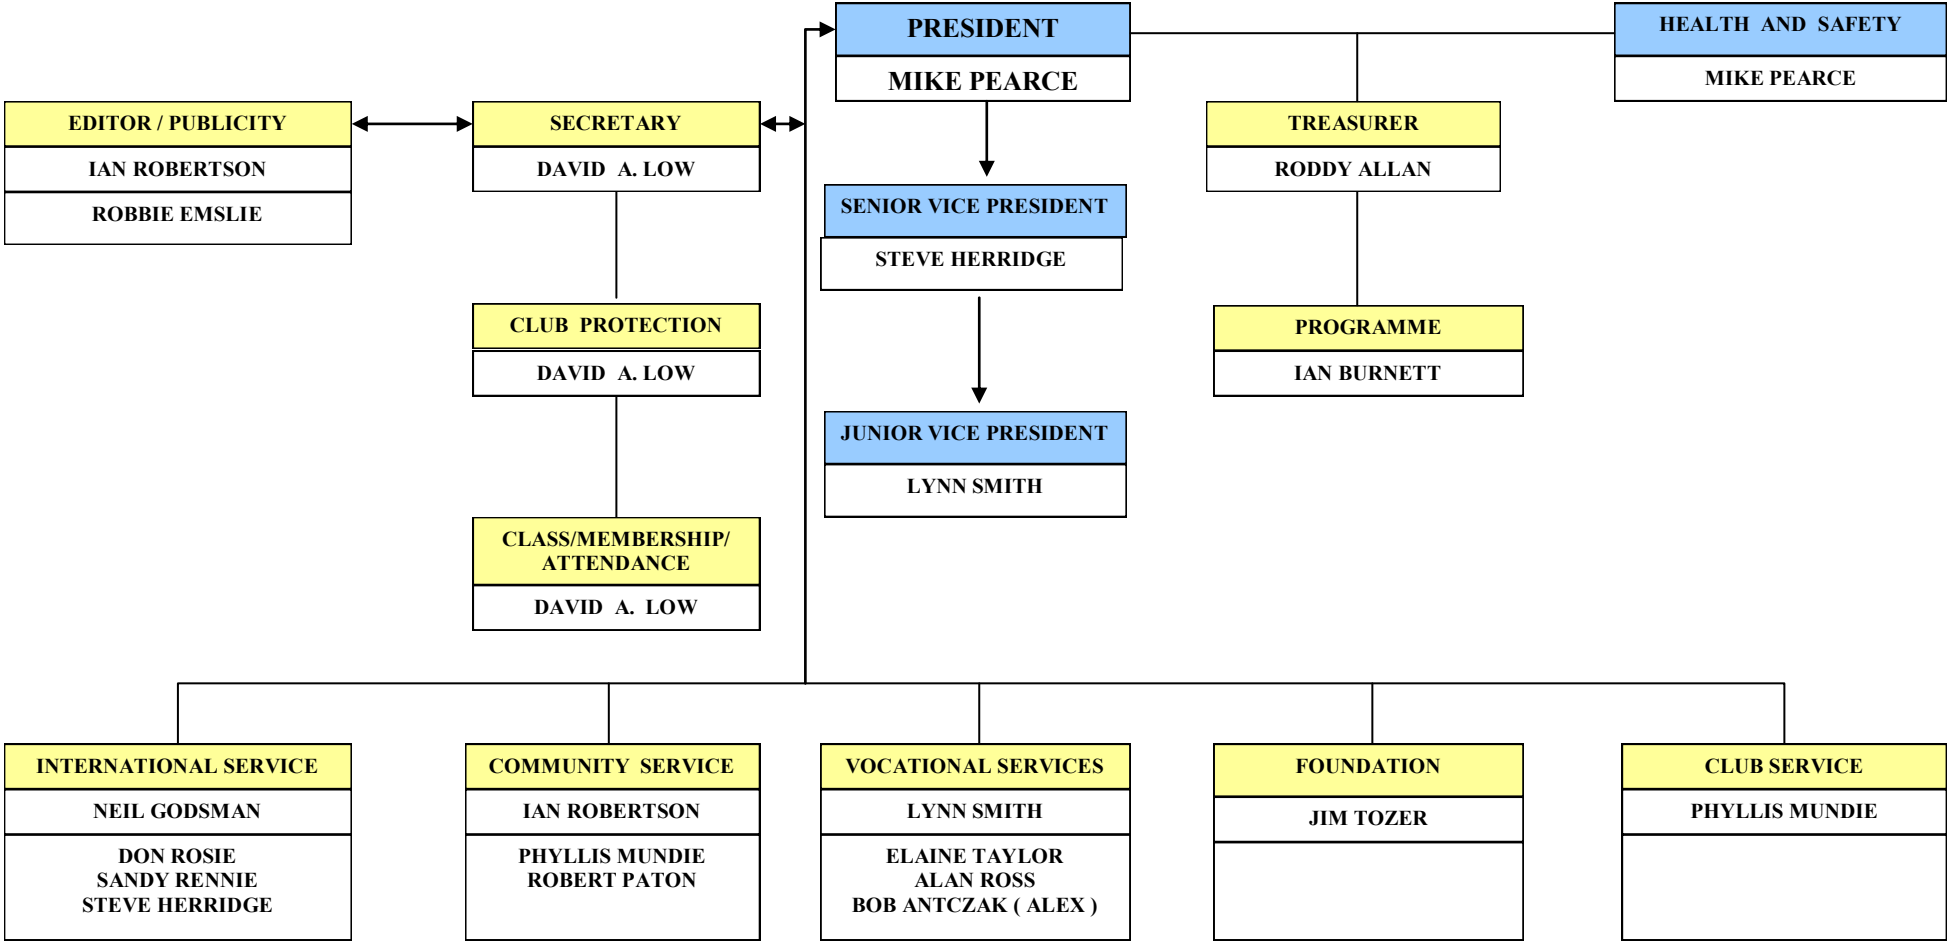 PRESIDENT
MIKE PEARCE
HEALTH AND SAFETY
MIKE PEARCE
EDITOR / PUBLICITY
IAN ROBERTSON
ROBBIE EMSLIE
SECRETARY
DAVID A. LOW
TREASURER
RODDY ALLAN
SENIOR VICE PRESIDENT
STEVE HERRIDGE
CLUB PROTECTION
DAVID A. LOW
PROGRAMME
IAN BURNETT
JUNIOR VICE PRESIDENT
LYNN SMITH
CLASS/MEMBERSHIP/
ATTENDANCE
DAVID A. LOW
INTERNATIONAL SERVICE
NEIL GODSMAN
DON ROSIE
SANDY RENNIE
STEVE HERRIDGE
COMMUNITY SERVICE
IAN ROBERTSON
PHYLLIS MUNDIE
ROBERT PATON
VOCATIONAL SERVICES
LYNN SMITH
ELAINE TAYLOR
ALAN ROSS
BOB ANTCZAK ( ALEX )
FOUNDATION
JIM TOZER
CLUB SERVICE
PHYLLIS MUNDIE